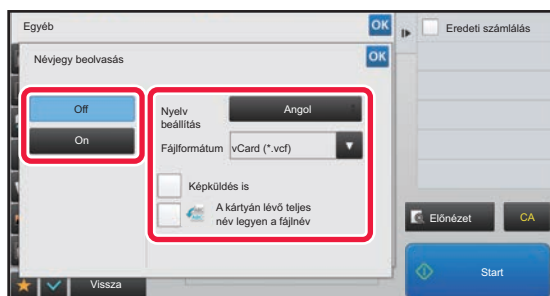 Egyéb
OK
Eredeti számlálás
Névjegy beolvasás
OK
Off
On
Nyelv
beállítás
Angol
Fájlformátum
vCard (*.vcf)
Képküldés is
A kártyán lévő teljes
név legyen a fájlnév
Előnézet
CA
Vissza
Start